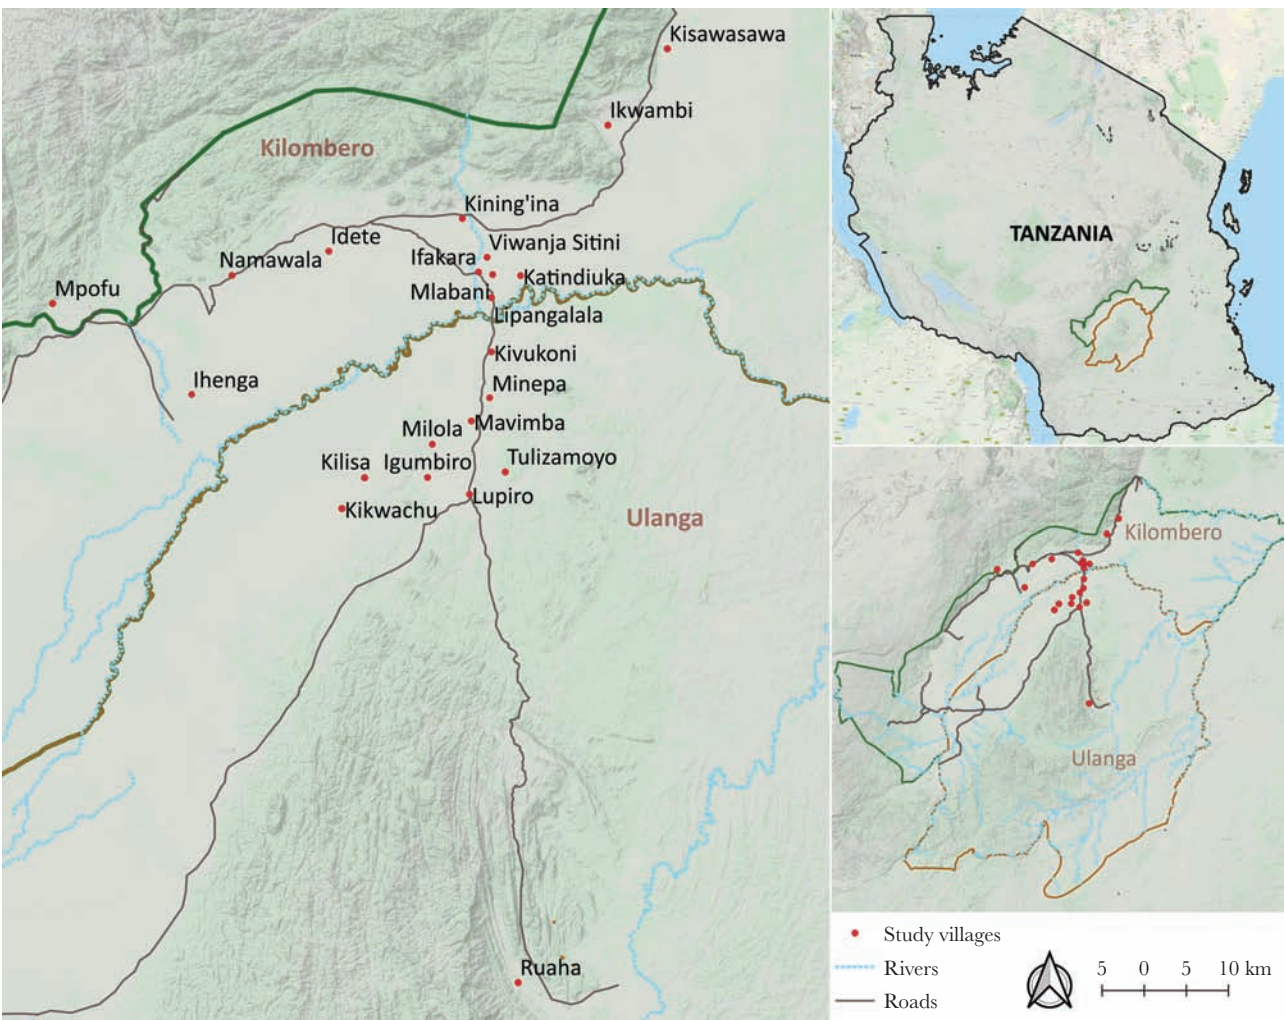 Kisawasawa
Ikwambi
Kilombero
Kining'ina
Idete
Viwanja Sitini
Namawala
Ifakara
Katindiuka
Mpofu
Mlabani
Lipangalala
Kivukoni
Ihenga
Minepa
Mavimba
Milola
Kilisa
Igumbiro
Tulizamoyo
Kikwachu
Lupiro
Ulanga
Ruaha
TANZANIA
Kilombero
Ulanga
Study villages
Rivers
Roads
5 0 5 10 km